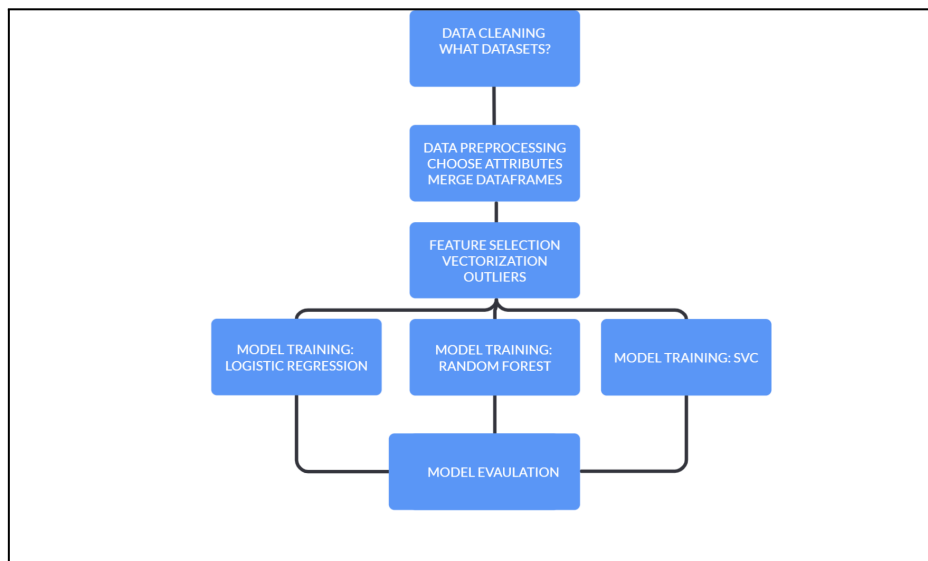 DATA CLEANING
WHAT DATASETS?
DATA PREPROCESSING
CHOOSE ATTRIBUTES
MERGE DATAFRAMES
FEATURE SELECTION
VECTORIZATION
OUTLIERS
MODEL TRAINING:
LOGISTIC REGRESSION
MODEL TRAINING:
RANDOM FOREST
MODEL TRAINING: SVC
MODEL EVAULATION